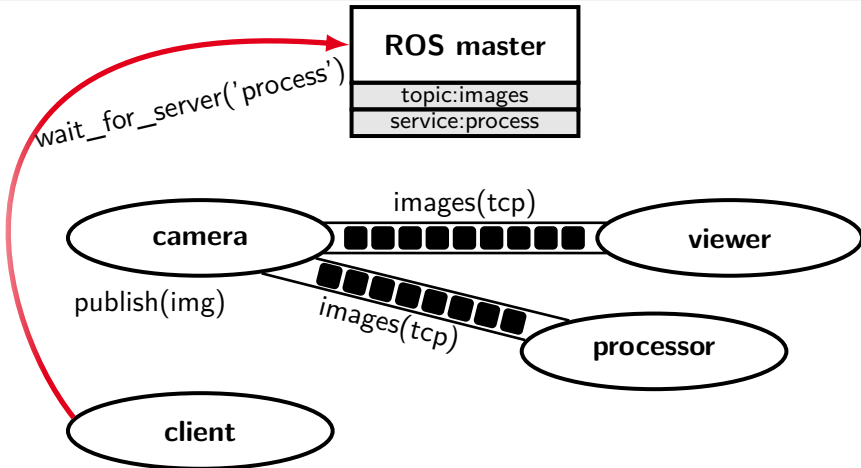 ROS master
topic:images
service:process
wait_for_server('process')
images(tcp)
camera
viewer
publish(img)
images(tcp)
processor
client